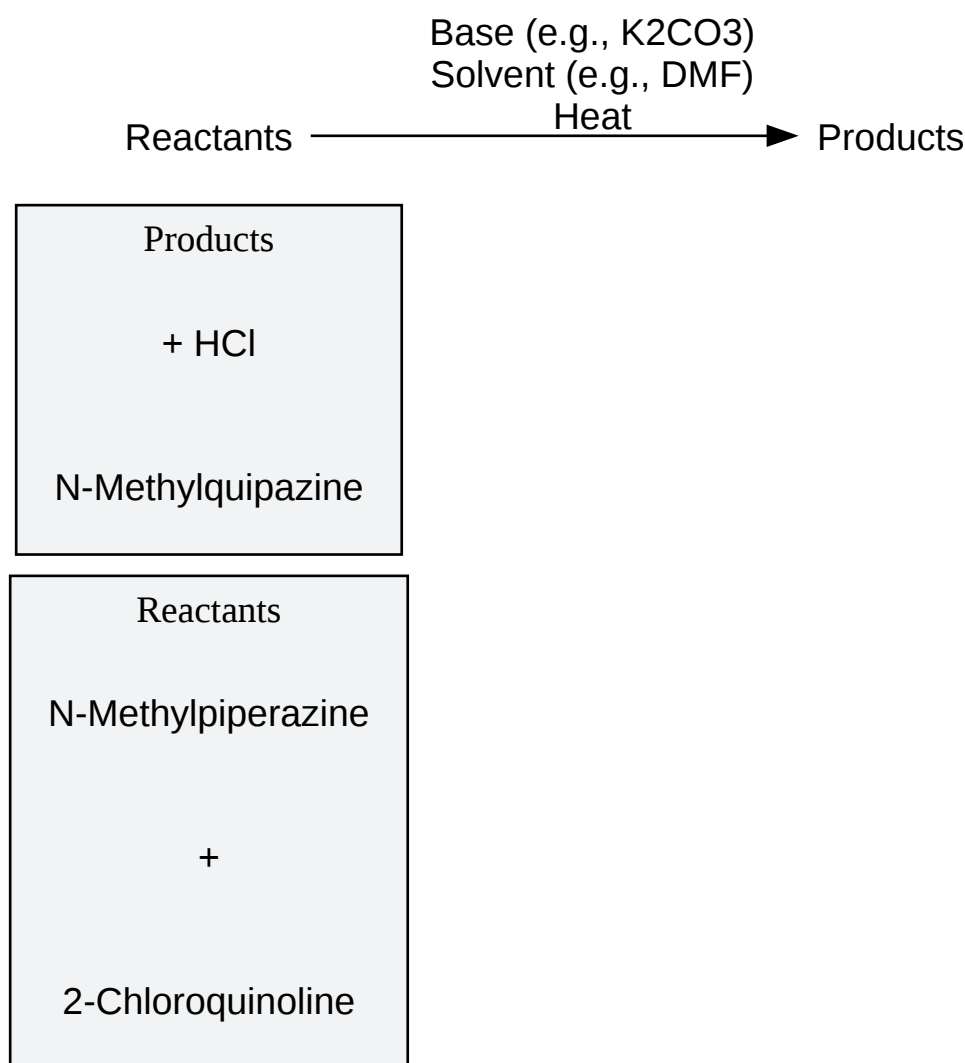 Base (e.g., K2CO3)
Solvent (e.g., DMF)
Heat
Reactants
Products
Products
+ HCl
N-Methylquipazine
Reactants
N-Methylpiperazine
+
2-Chloroquinoline